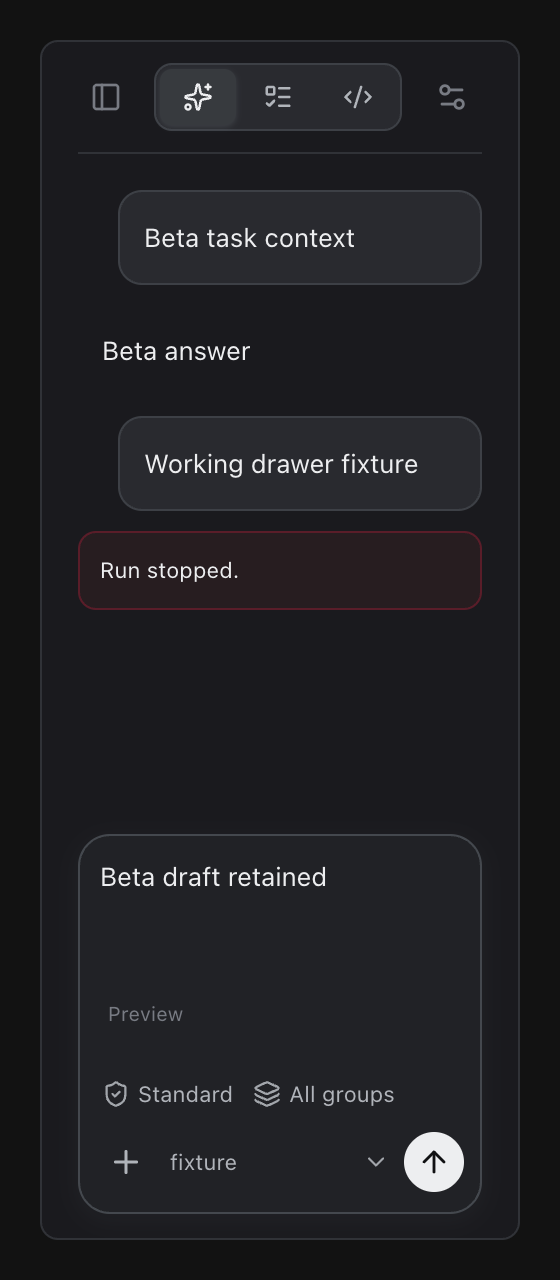 Beta task context
Beta answer
Working drawer fixture
Run stopped.
Beta draft retained
Preview
Standard All groups
fixture